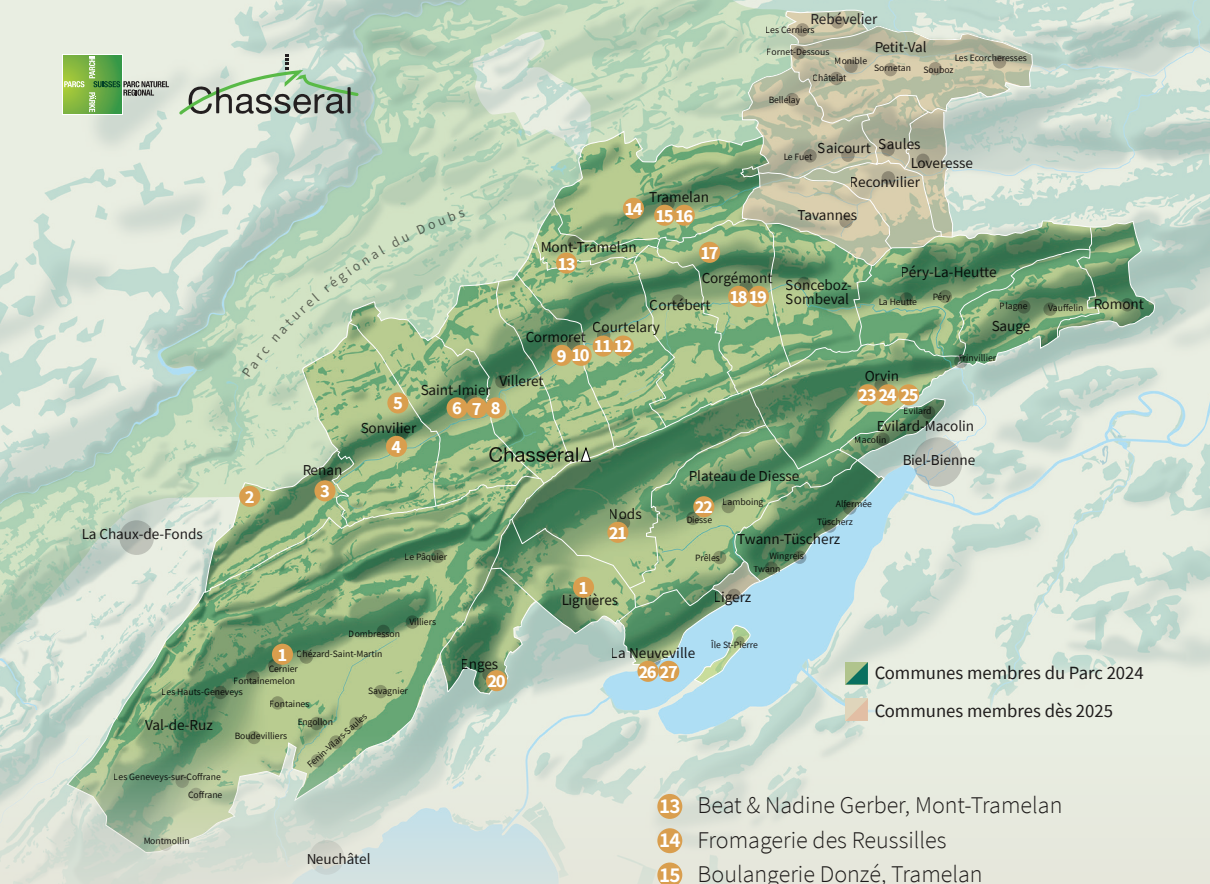 PARCS SUISSES
PARC NATUREL
RÉGIONAL
Chasseral
Parc naturel régional du Doubs
Rebévelier
Les Cerniers
Petit-Val
Fornet-Dessous
Monible
Les Ecorcheresses
Sornetan
Souboz
Châtelat
Bellelay
Saicourt
Saules
Le Fuet
Loveresse
Reconvilier
Tavannes
Tramelan
14
15 16
Mont-Tramelan
13
17
Corgémont
18 19
Sonceboz-
Sombeval
Cortébert
Péry-La-Heutte
La Heutte
Péry
Plagne
Vauffelin
Romont
Sauge
Courtelary
11 12
Cormoret
9 10
Villeret
Saint-Imier
6 7 8
5
Sonvilier
4
Orvin
23 24 25
Evilard
Evilard-Macolin
Macolin
Biel-Bienne
Chasseral
Renan
3
2
La Chaux-de-Fonds
Plateau de Diesse
22
Lamboing
Diesse
Nods
21
Alfermée
Tüscherz
Twann-Tüscherz
Wingreis
Twann
Prêles
Le Pâquier
1
Lignières
Ligerz
Villiers
Dombresson
1
Chézard-Saint-Martin
Cernier
Fontainemelon
Les Hauts-Geneveys
Savagnier
Fontaines
Val-de-Ruz
Engollon
Boudevilliers
Fenin-Vilars-Saules
Les Geneveys-sur-Coffrane
Coffrane
Montmollin
Enges
20
La Neuveville
26 27
Île St-Pierre
Neuchâtel
Communes membres du Parc 2024
Communes membres dès 2025
13 Beat & Nadine Gerber, Mont-Tramelan
14 Fromagerie des Reussilles
15 Boulangerie Donzé, Tramelan